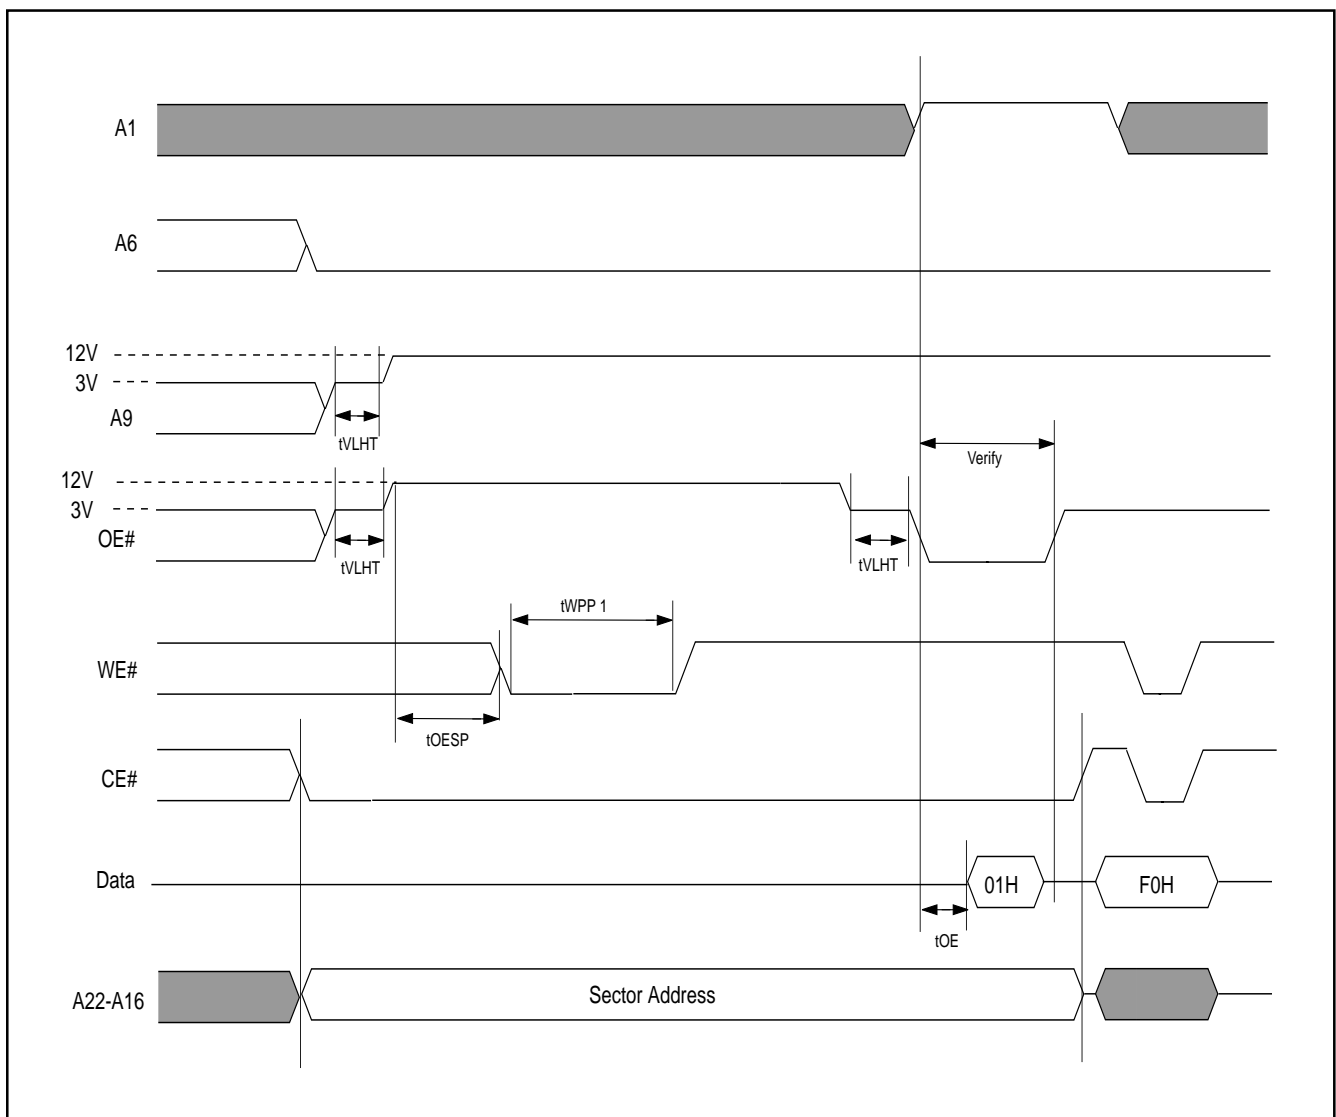 A1
A6
12V
3V
A9
tVLHT
Verify
12V
3V
OE#
tVLHT
tVLHT
tWPP 1
WE#
tOESP
CE#
Data
01H
F0H
tOE
A22-A16
Sector Address